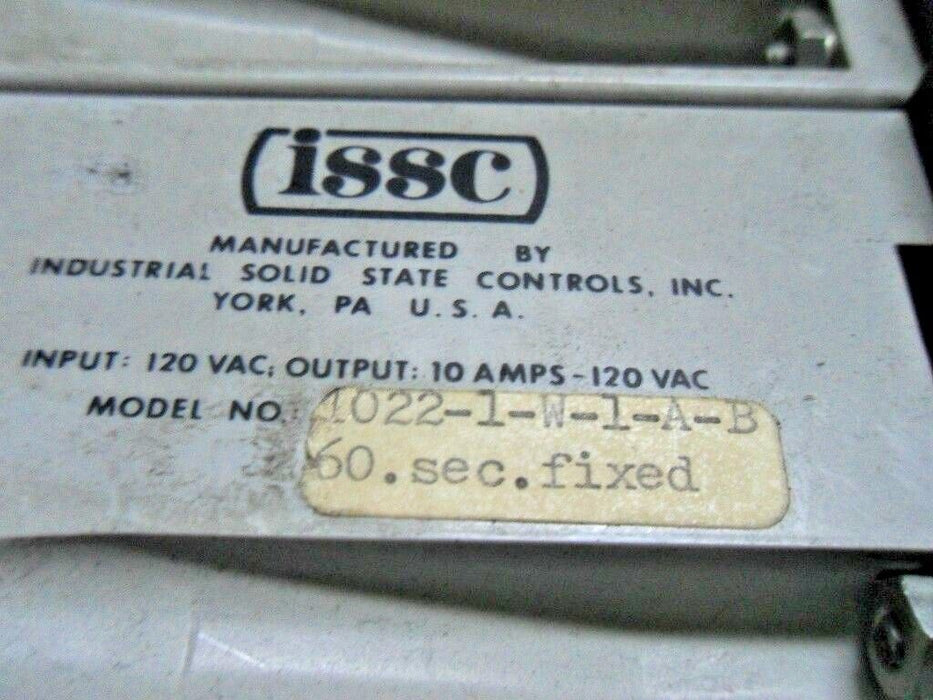 issc
MANUFACTURED BY
INDUSTRIAL SOLID STATE CONTROLS, INC.
YORK, PA U.S.A.
INPUT: 120 VAC; OUTPUT: 10 AMPS-120 VAC
MODEL NO. 1022-1-W-1-A-B
60.sec.fixed